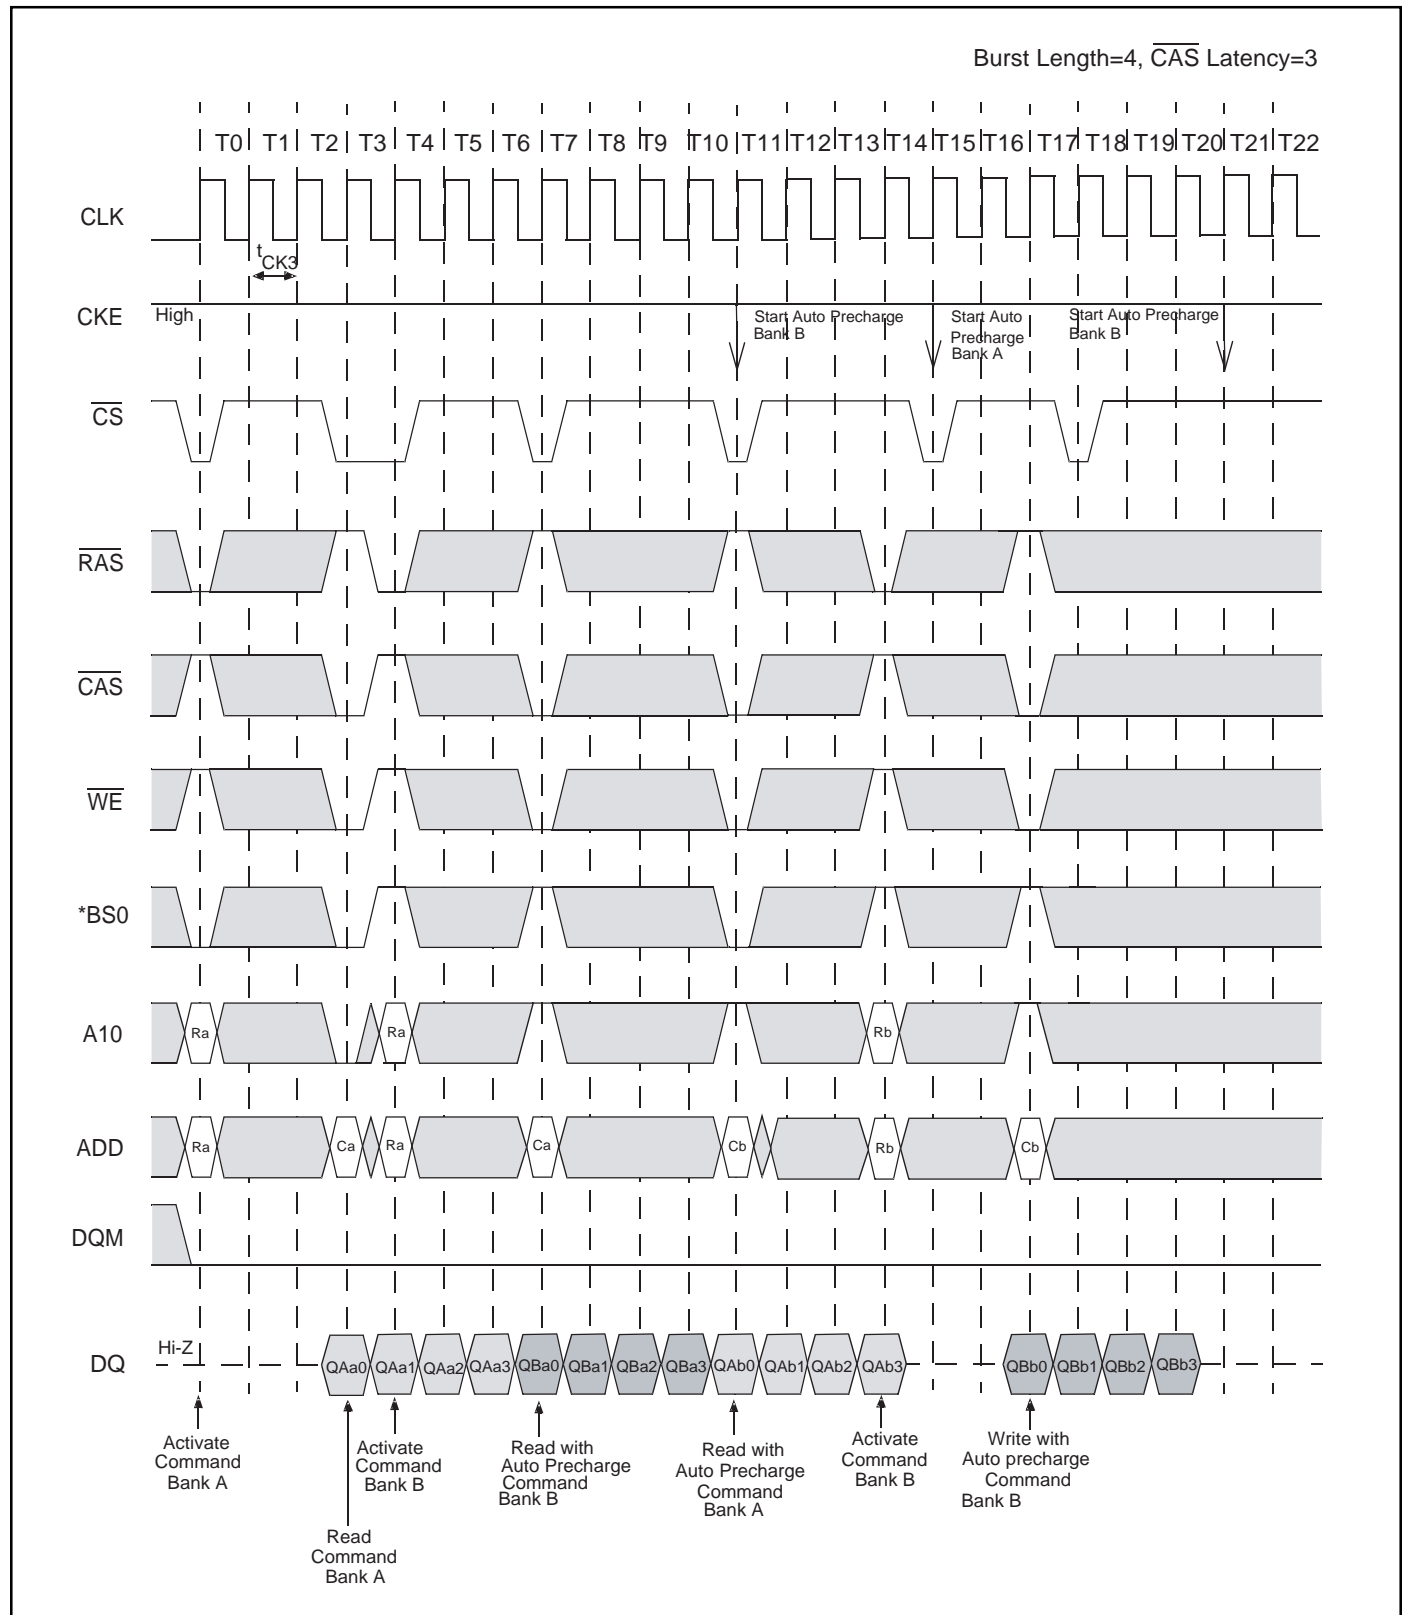 Burst Length=4, CAS Latency=3
T0 T1 T2 T3 T4 T5 T6 T7 T8 T9 T10 T11 T12 T13 T14 T15 T16 T17 T18 T19 T20 T21 T22
CLK
tCK3
CKE
High
Start Auto Precharge
Bank B
Start Auto
Precharge
Bank A
Start Auto Precharge
Bank B
CS
RAS
CAS
WE
*BS0
A10
Ra Ra Rb
ADD
Ra Ca Ra Ca Cb Rb Cb
DQM
Hi-Z
DQ
QAa0 QAa1 QAa2 QAa3 QBa0 QBa1 QBa2 QBa3 QAb0 QAb1 QAb2 QAb3 QBb0 QBb1 QBb2 QBb3
Activate
Command
Bank A
Read
Command
Bank A
Activate
Command
Bank B
Read with
Auto Precharge
Command
Bank B
Read with
Auto Precharge
Command
Bank A
Activate
Command
Bank B
Write with
Auto precharge
Command
Bank B